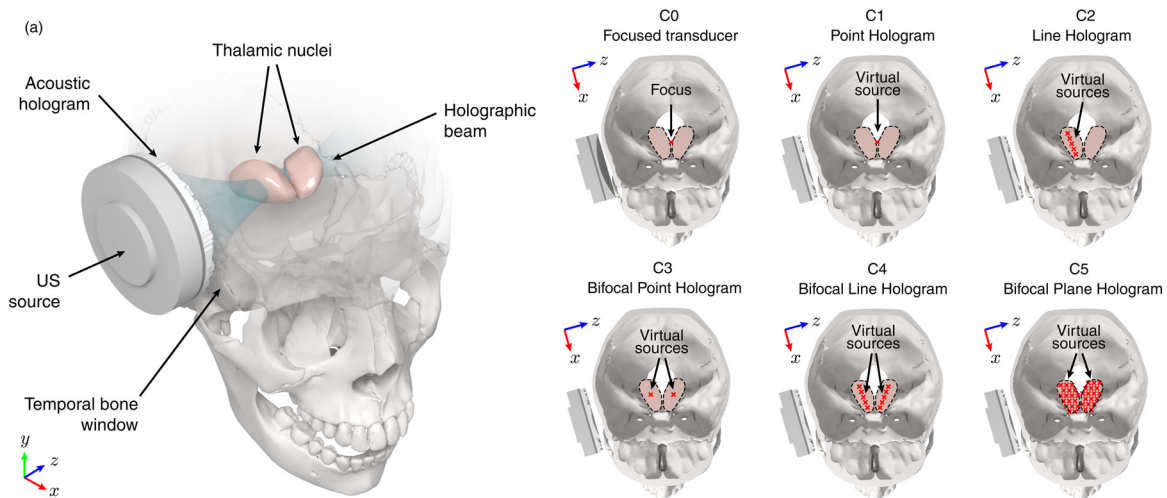 (a)
Thalamic nuclei
Acoustic
hologram
Holographic
beam
US
source
Temporal bone
window
y
z
x
C0
Focused transducer
z
x
Focus
C1
Point Hologram
z
x
Virtual
source
C2
Line Hologram
z
x
Virtual
sources
C3
Bifocal Point Hologram
z
x
Virtual
sources
C4
Bifocal Line Hologram
z
x
Virtual
sources
C5
Bifocal Plane Hologram
z
x
Virtual
sources